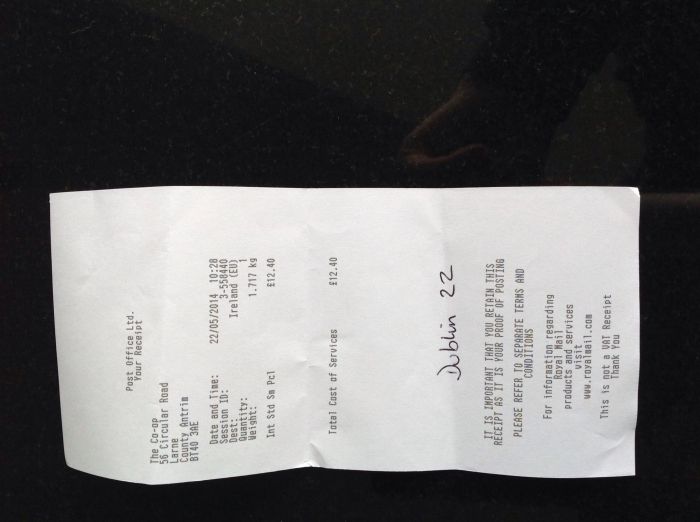 Post Office Ltd.
Your Receipt
The Co-op
56 Circular Road
Larne
County Antrim
BT40 3AE
Date and Time: 22/05/2014 10:28
Session ID: 3-558440
Dest: Ireland (EU)
Quantity: 1
Weight: 1.717 kg
Int Std Sm Pcl £12.40
Total Cost of Services £12.40
Dublin 22
IT IS IMPORTANT THAT YOU RETAIN THIS
RECEIPT AS IT IS YOUR PROOF OF POSTING
PLEASE REFER TO SEPARATE TERMS AND
CONDITIONS
For information regarding
Royal Mail
products and services
visit
www.royalmail.com
This is not a VAT Receipt
Thank You